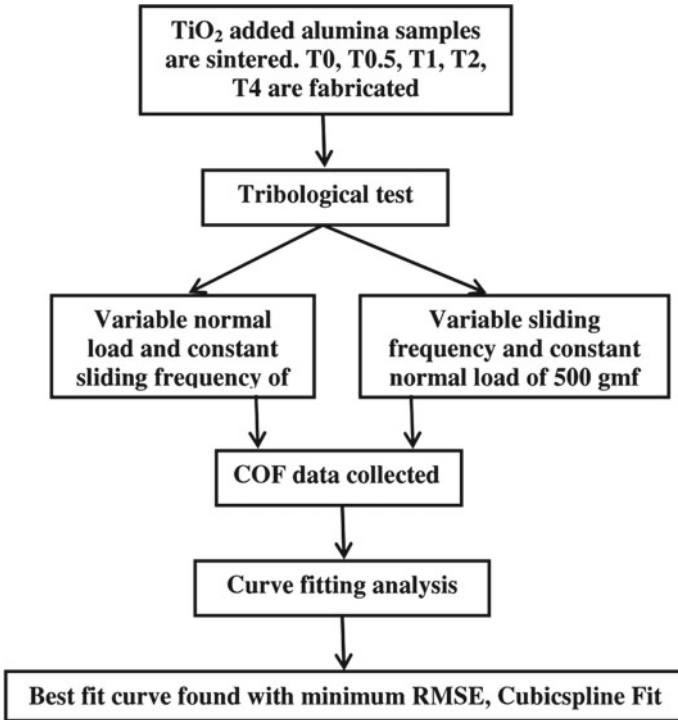 TiO₂ added alumina samples
are sintered. T0, T0.5, T1, T2,
T4 are fabricated
Tribological test
Variable normal
load and constant
sliding frequency of
Variable sliding
frequency and constant
normal load of 500 gmf
COF data collected
Curve fitting analysis
Best fit curve found with minimum RMSE, Cubicspline Fit